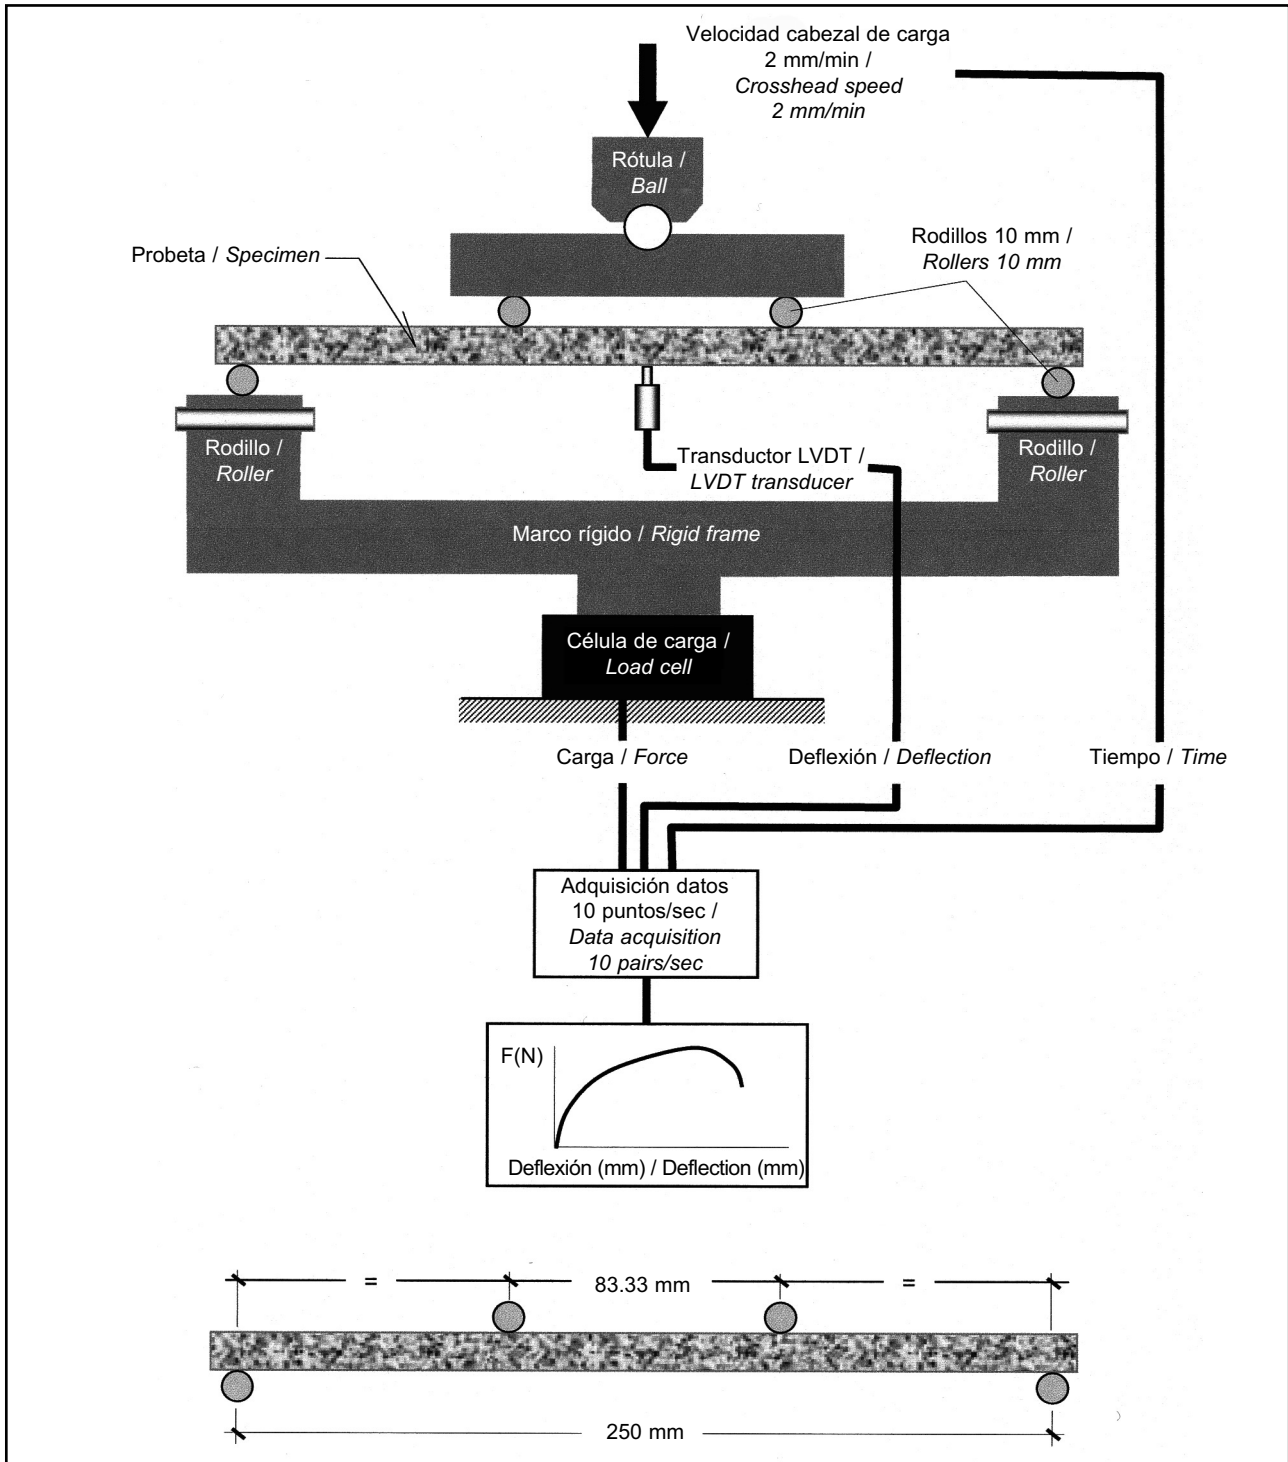 Velocidad cabezal de carga
2 mm/min /
Crosshead speed
2 mm/min
Rótula /
Ball
Probeta / Specimen
Rodillos 10 mm /
Rollers 10 mm
Rodillo /
Roller
Transductor LVDT /
LVDT transducer
Rodillo /
Roller
Marco rígido / Rigid frame
Célula de carga /
Load cell
Carga / Force
Deflexión / Deflection
Tiempo / Time
Adquisición datos
10 puntos/sec /
Data acquisition
10 pairs/sec
F(N)
Deflexión (mm) / Deflection (mm)
= 83.33 mm =
250 mm